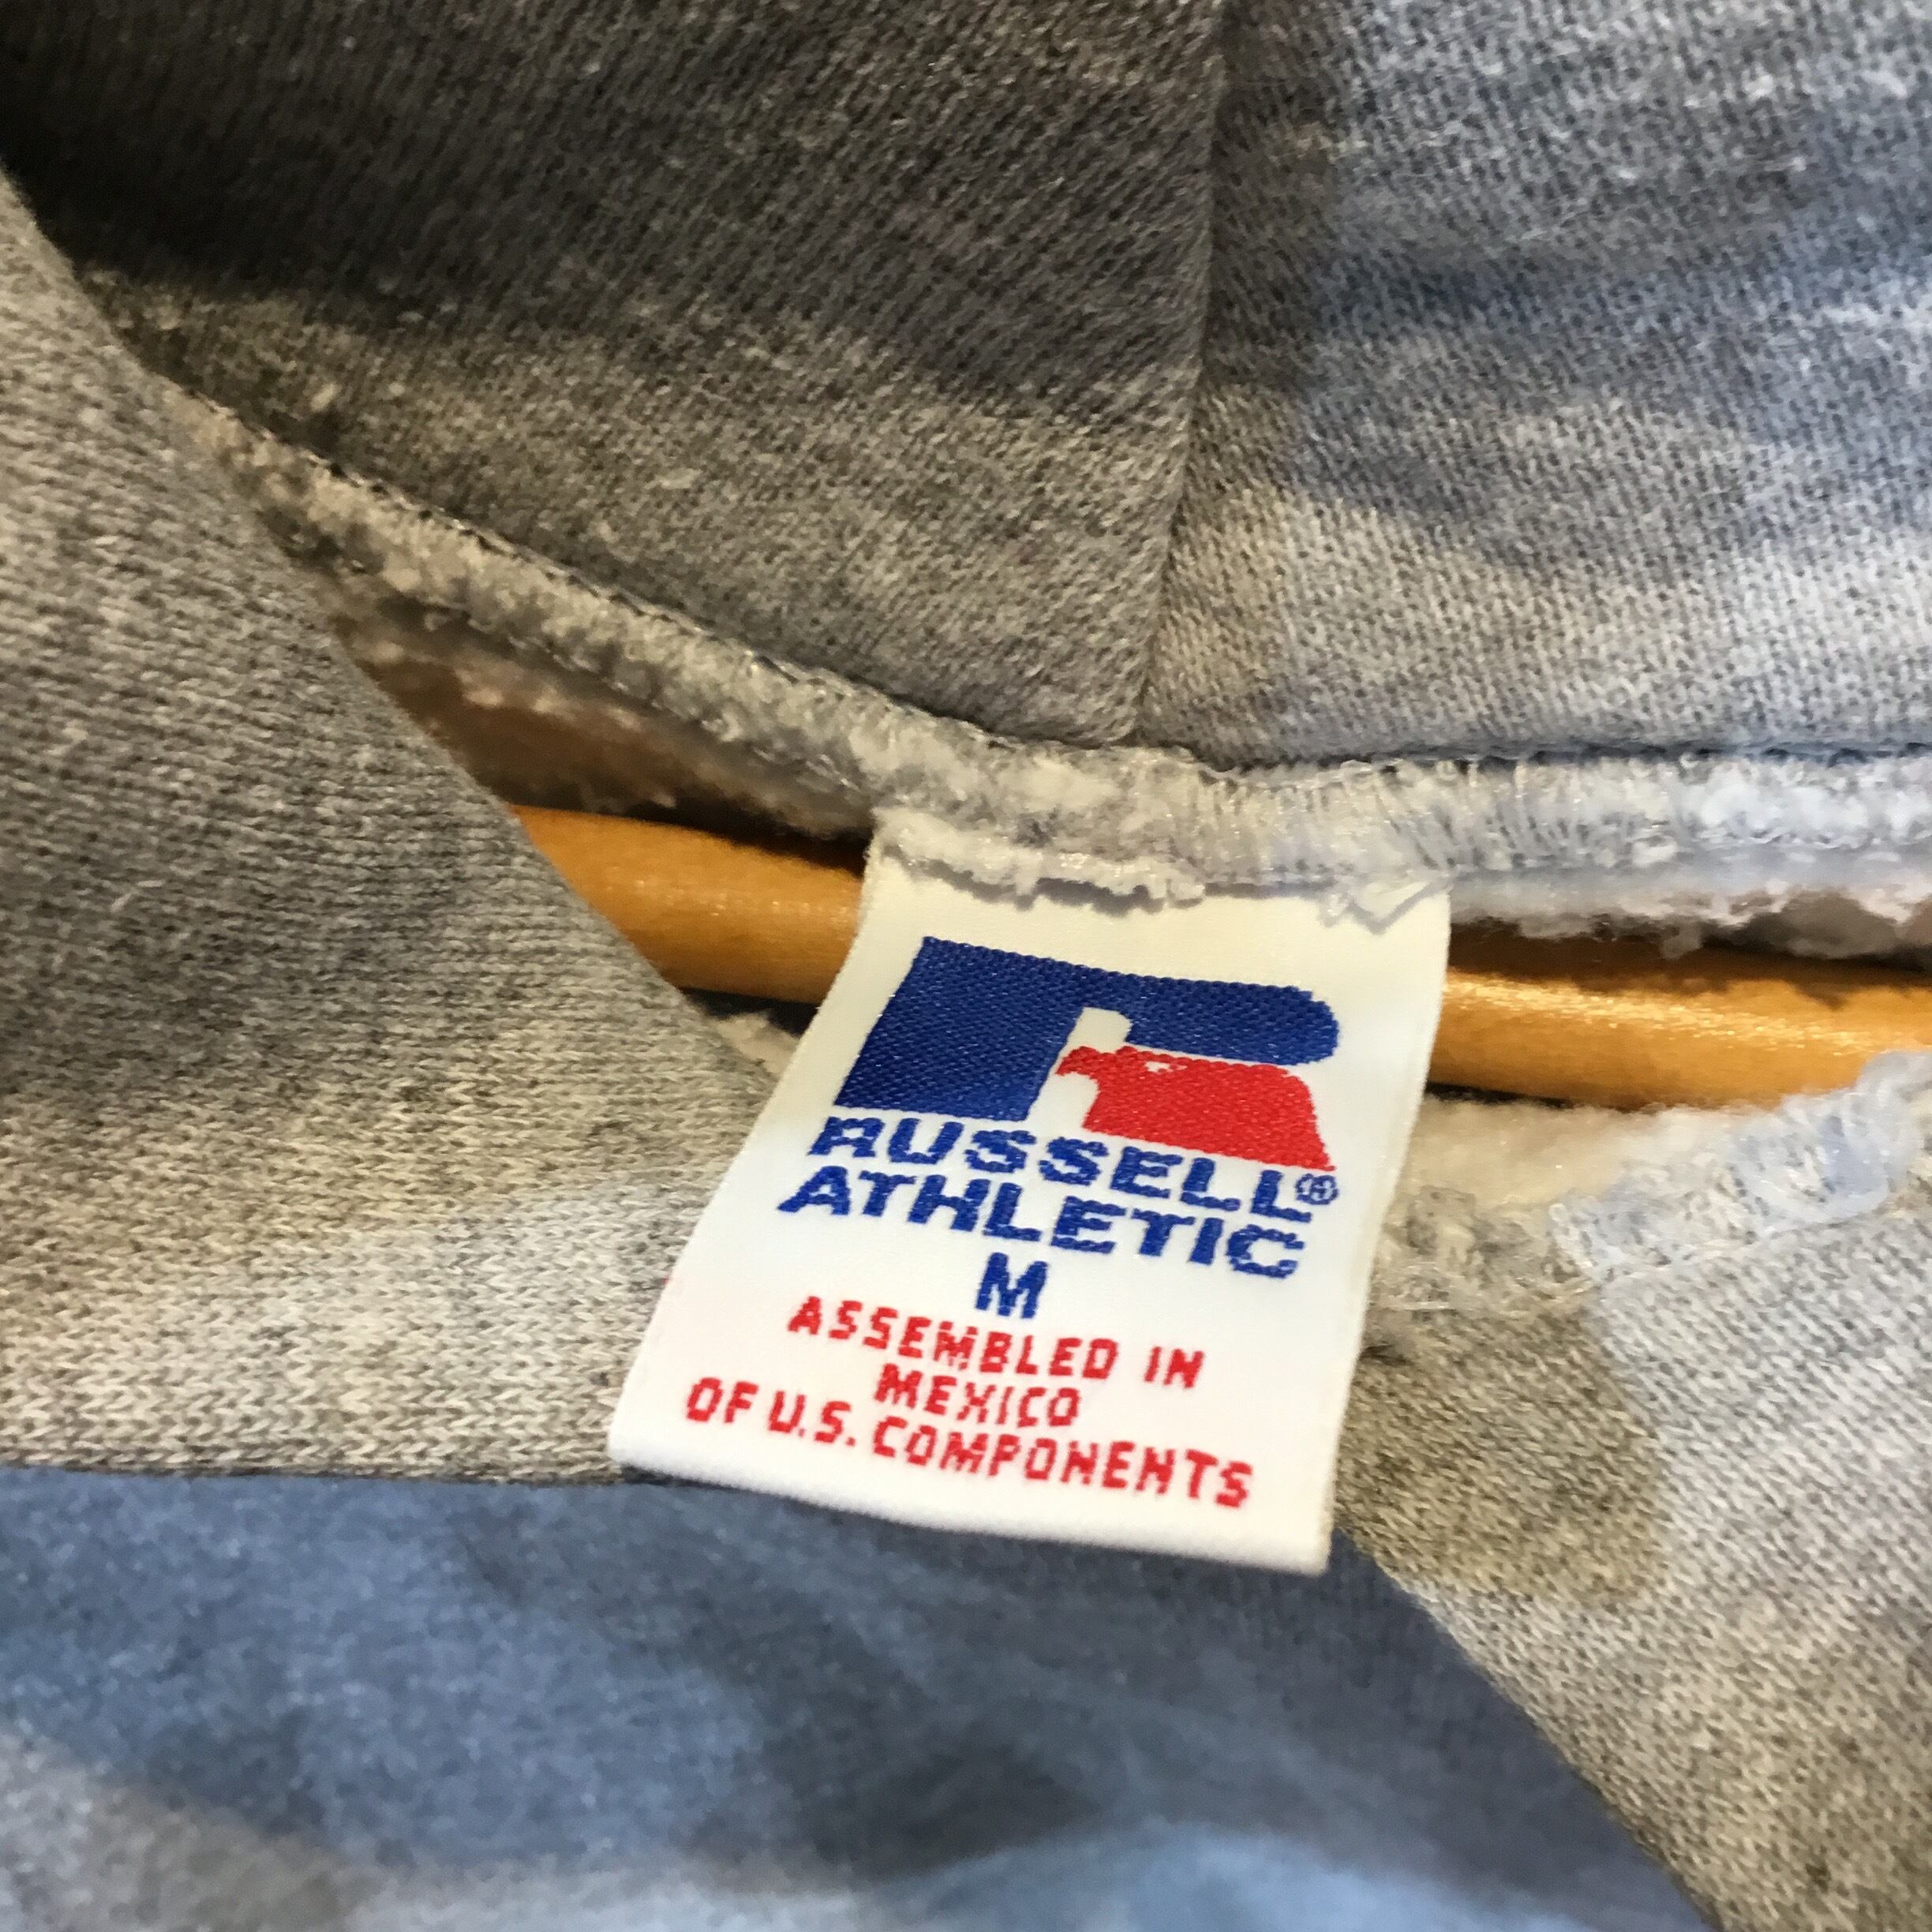 RUSSELL®
ATHLETIC
M
ASSEMBLED IN
MEXICO
OF U.S. COMPONENTS